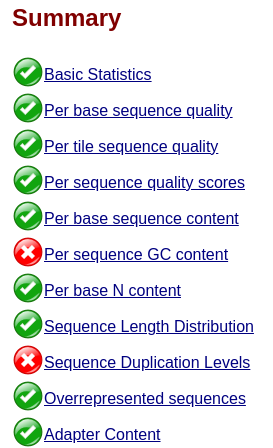 Summary
Basic Statistics
Per base sequence quality
Per tile sequence quality
Per sequence quality scores
Per base sequence content
Per sequence GC content
Per base N content
Sequence Length Distribution
Sequence Duplication Levels
Overrepresented sequences
Adapter Content